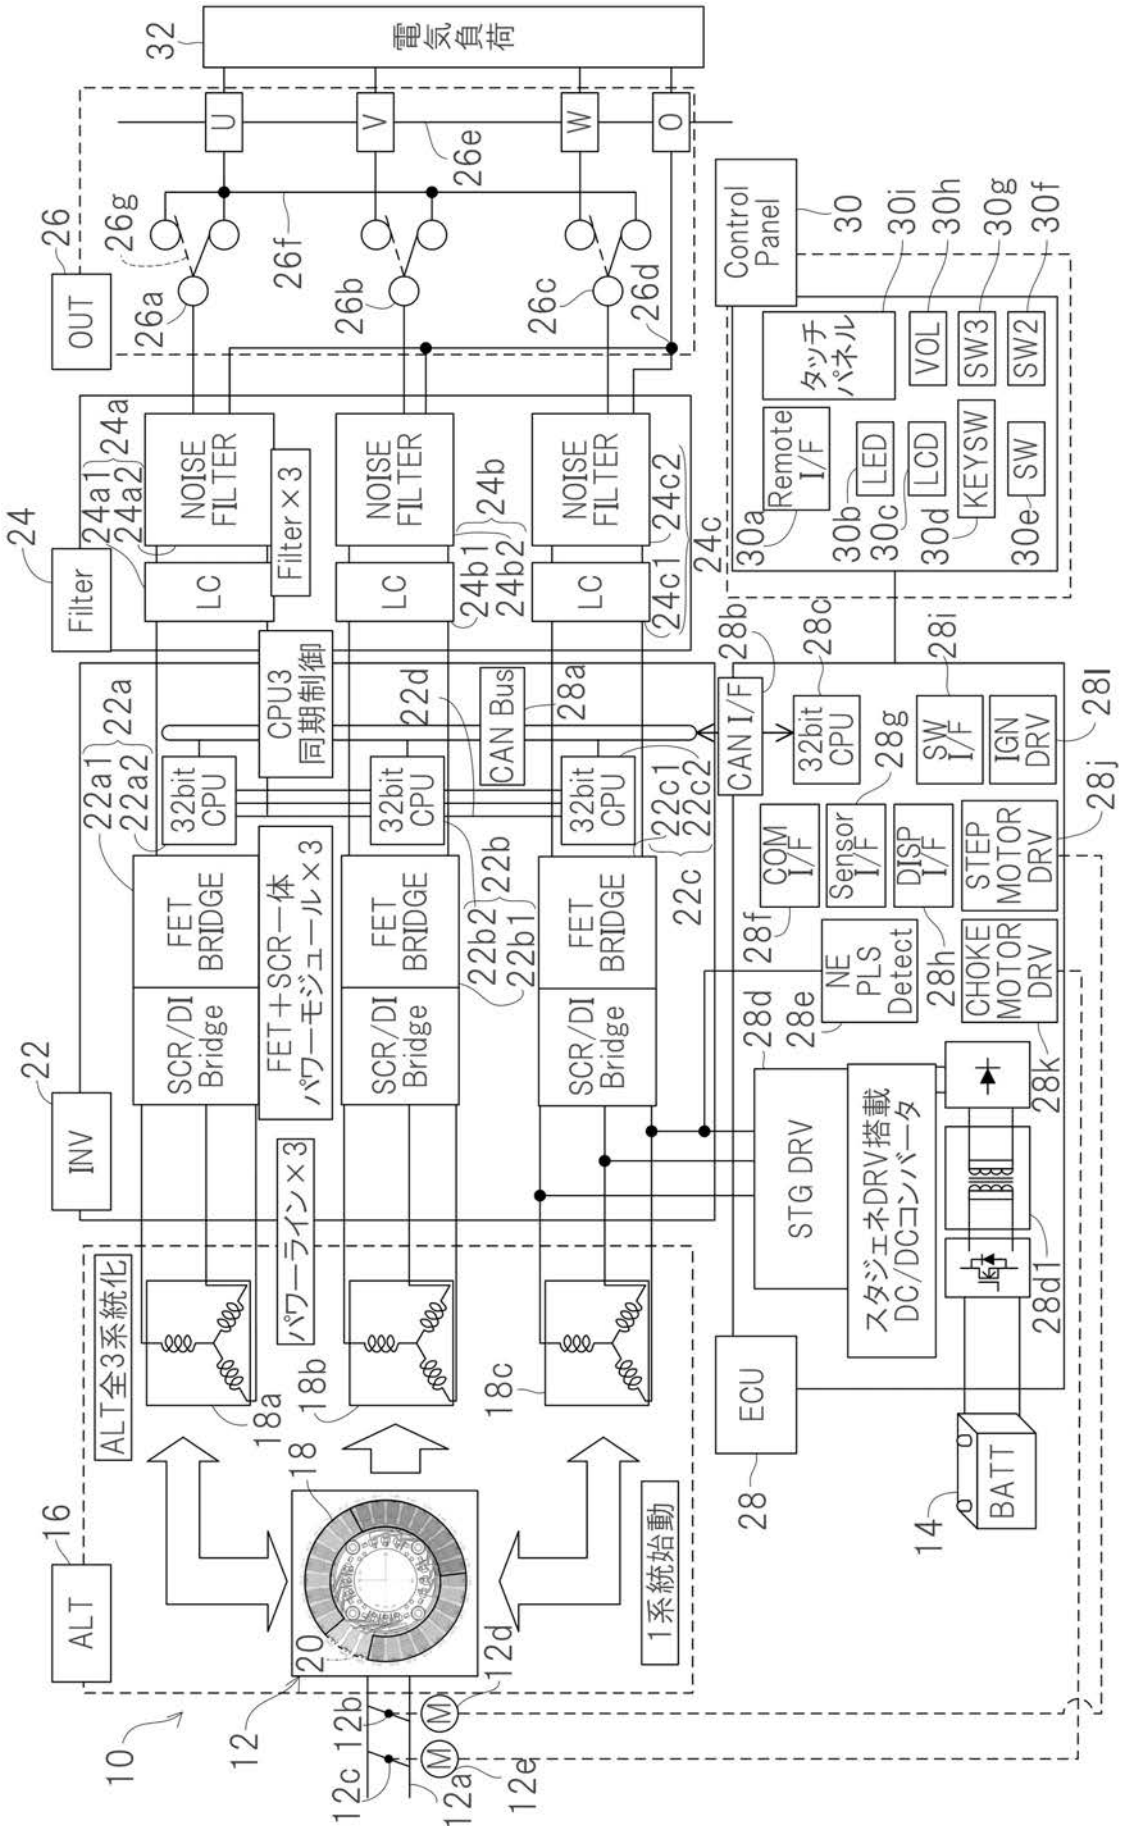 10
ALT
16
ALT全3系統化
12
12a
12b
12c
12d
12e
M
M
18
20
1系統始動
18a
18b
18c
パワーライン×3
INV
22
SCR/DI
Bridge
FET
BRIDGE
32bit
CPU
22a1
22a2
22a
FET+SCR一体
パワーモジュール×3
CPU3
同期制御
SCR/DI
Bridge
FET
BRIDGE
32bit
CPU
22b2
22b1
22b
22d
CAN Bus
28a
SCR/DI
Bridge
FET
BRIDGE
32bit
CPU
22c1
22c2
22c
Filter
24
LC
NOISE
FILTER
24a1
24a2
24a
Filter×3
LC
NOISE
FILTER
24b1
24b2
24b
LC
NOISE
FILTER
24c1
24c2
24c
OUT
26
26a
26g
26f
26b
26c
26d
26e
U
V
W
O
32
電気負荷
ECU
28
14
BATT
STG DRV
28d
スタジェネDRV搭載
DC/DCコンバータ
28d1
NE
PLS
Detect
28e
CHOKE
MOTOR
DRV
28k
COM
I/F
28f
Sensor
I/F
28g
DISP
I/F
28h
STEP
MOTOR
DRV
28j
CAN I/F
28b
32bit
CPU
28c
SW
I/F
28i
IGN
DRV
28l
Control
Panel
30
Remote
I/F
30a
タッチ
パネル
30i
LED
30b
LCD
30c
VOL
30h
KEYSW
30d
SW3
30g
SW
30e
SW2
30f